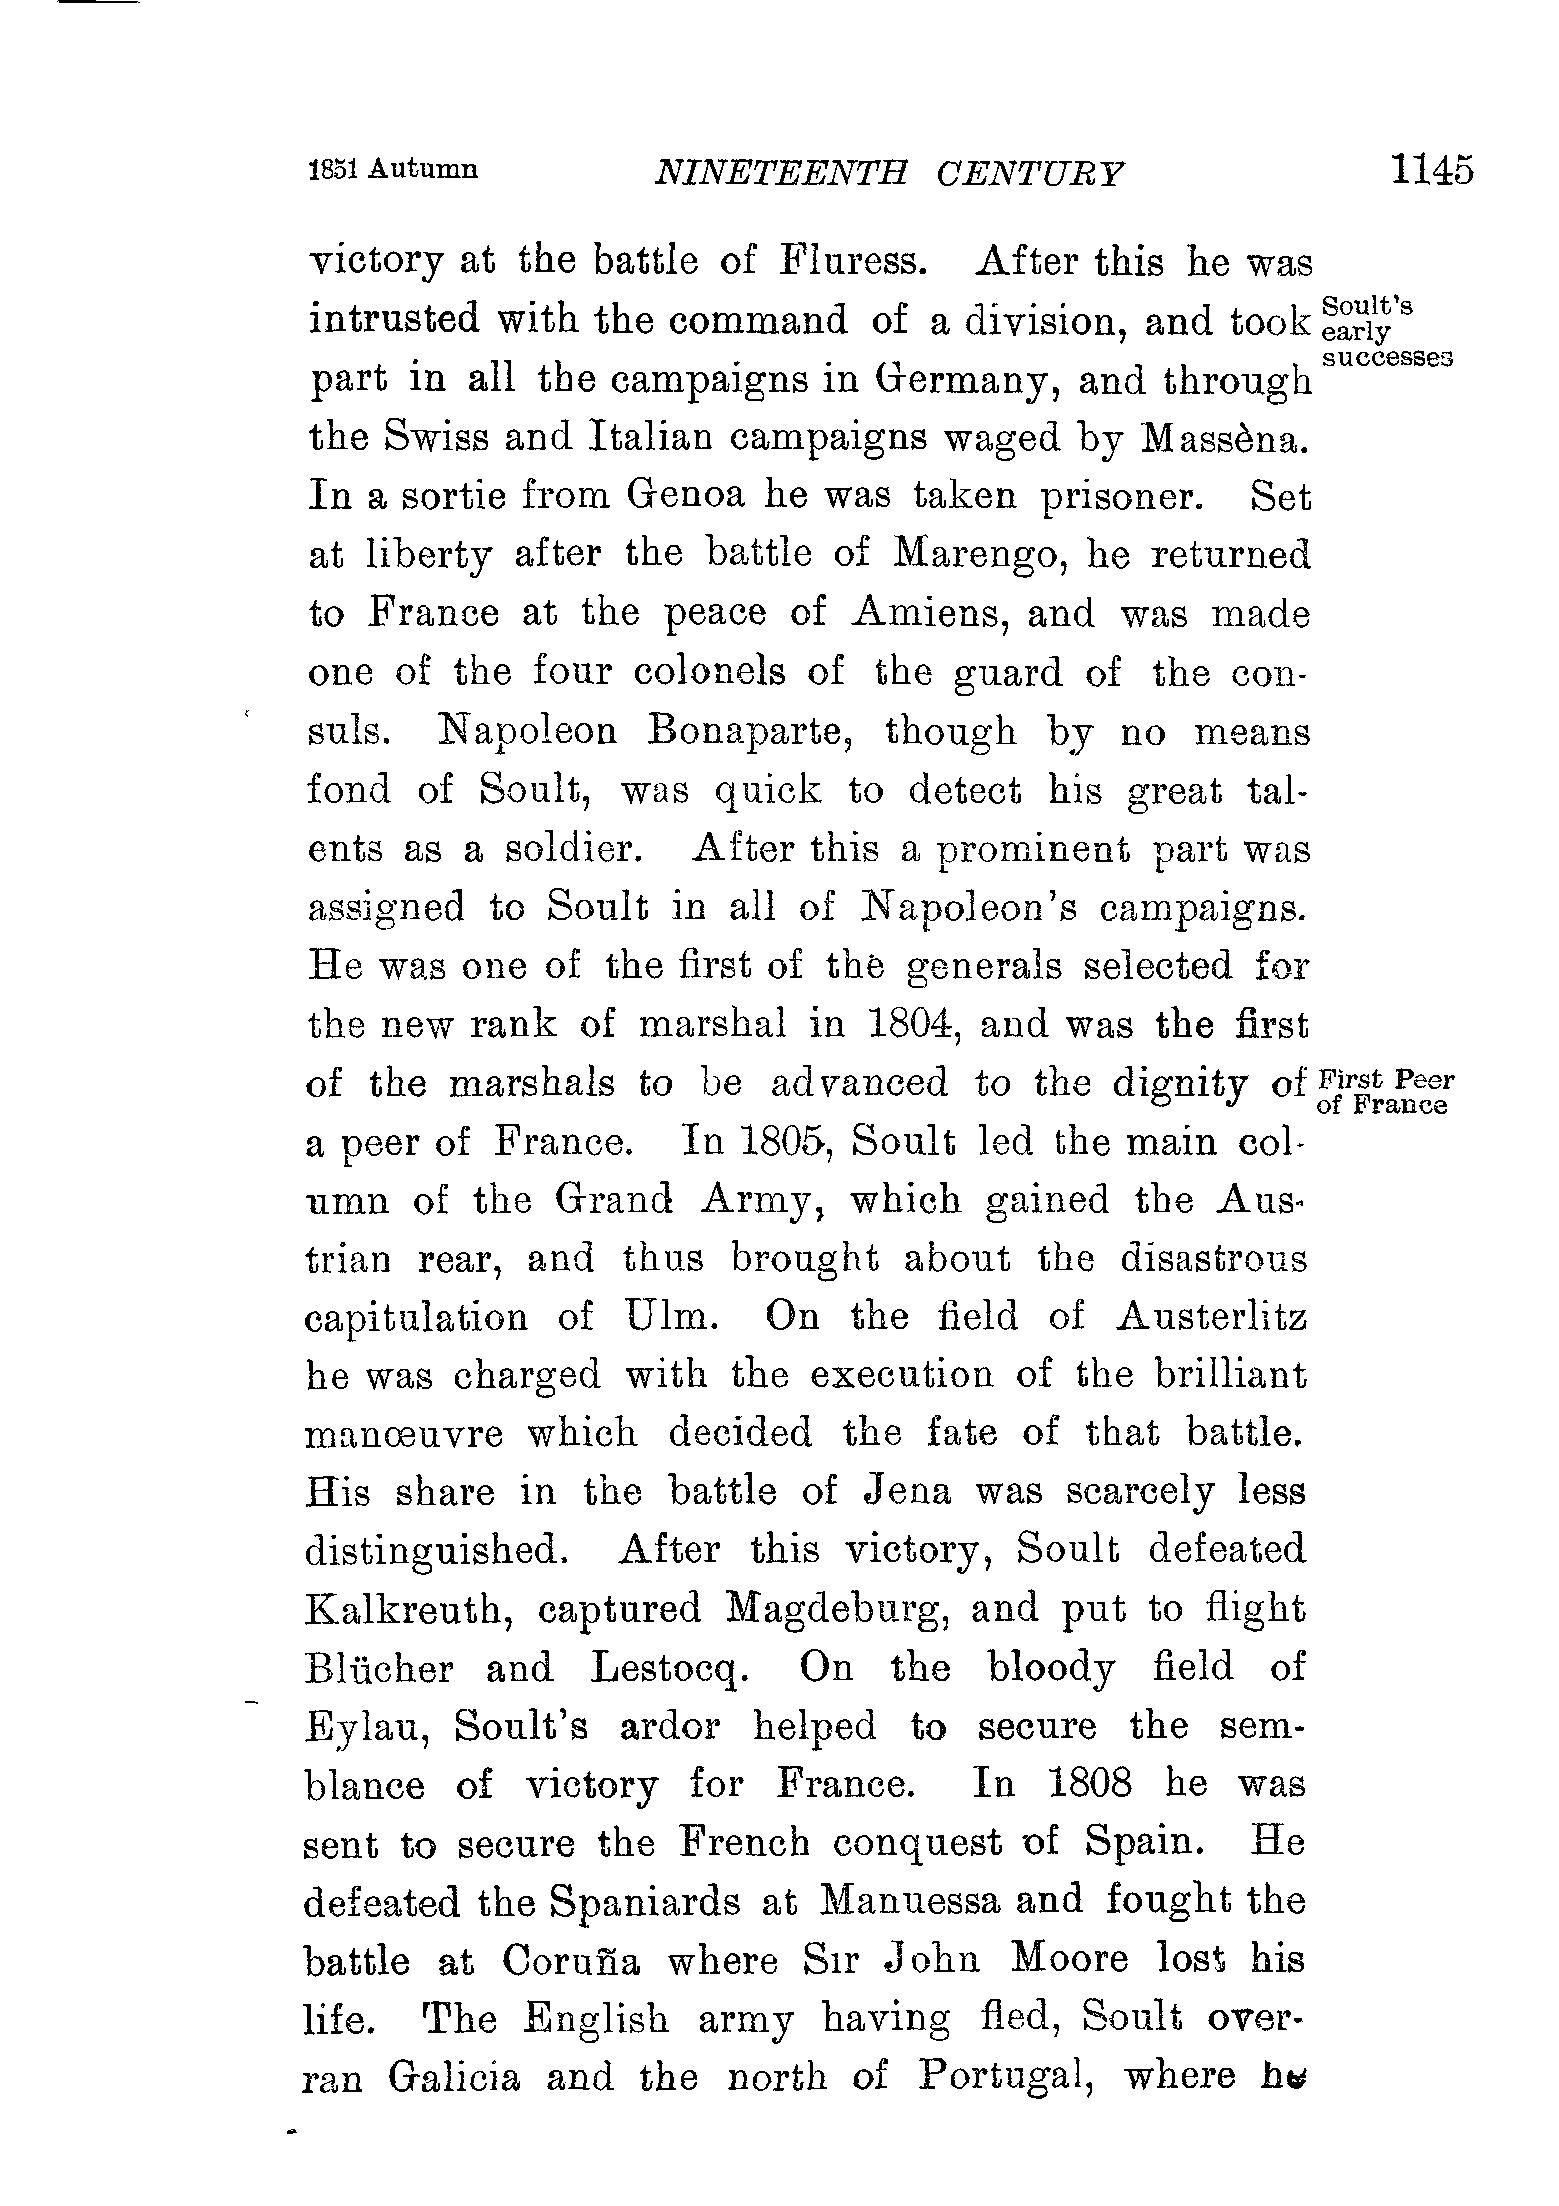 1851 Autumn NINETEENTH CENTURY 1145
victory at the battle of Fluress. After this he was
intrusted with the command of a division, and took
Soult's
early
successes
part in all the campaigns in Germany, and through
the Swiss and Italian campaigns waged by Massèna.
In a sortie from Genoa he was taken prisoner. Set
at liberty after the battle of Marengo, he returned
to France at the peace of Amiens, and was made
one of the four colonels of the guard of the con-
suls. Napoleon Bonaparte, though by no means
fond of Soult, was quick to detect his great tal-
ents as a soldier. After this a prominent part was
assigned to Soult in all of Napoleon's campaigns.
He was one of the first of the generals selected for
the new rank of marshal in 1804, and was the first
of the marshals to be advanced to the dignity of
First Peer
of France
a peer of France. In 1805, Soult led the main col-
umn of the Grand Army, which gained the Aus-
trian rear, and thus brought about the disastrous
capitulation of Ulm. On the field of Austerlitz
he was charged with the execution of the brilliant
manœuvre which decided the fate of that battle.
His share in the battle of Jena was scarcely less
distinguished. After this victory, Soult defeated
Kalkreuth, captured Magdeburg, and put to flight
Blücher and Lestocq. On the bloody field of
Eylau, Soult's ardor helped to secure the sem-
blance of victory for France. In 1808 he was
sent to secure the French conquest of Spain. He
defeated the Spaniards at Manuessa and fought the
battle at Coruña where Sir John Moore lost his
life. The English army having fled, Soult over-
ran Galicia and the north of Portugal, where he